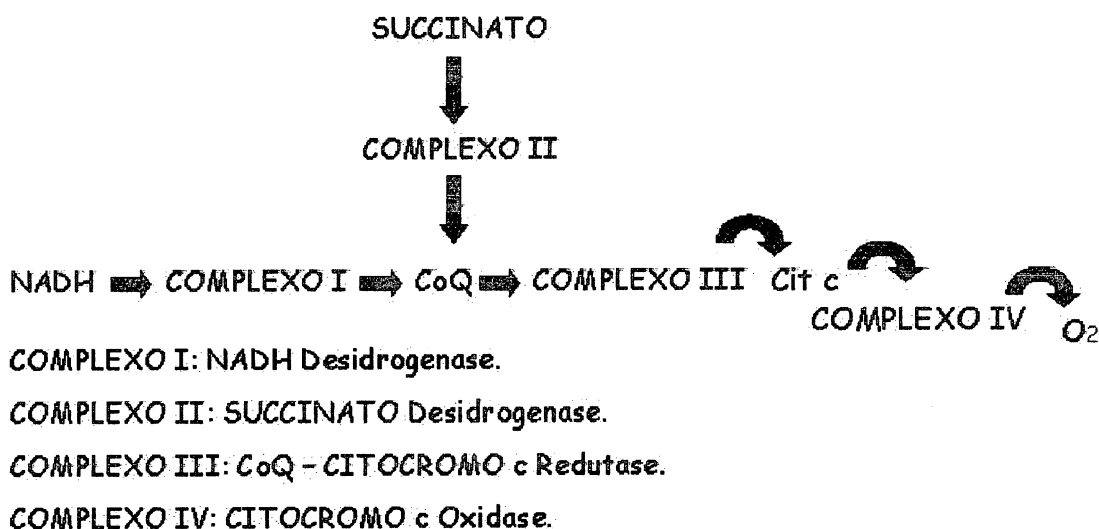 SUCCINATO
COMPLEXO II
NADH COMPLEXO I CoQ COMPLEXO III Cit c
COMPLEXO IV O2
COMPLEXO I: NADH Desidrogenase.
COMPLEXO II: SUCCINATO Desidrogenase.
COMPLEXO III: CoQ - CITOCROMO c Redutase.
COMPLEXO IV: CITOCROMO c Oxidase.